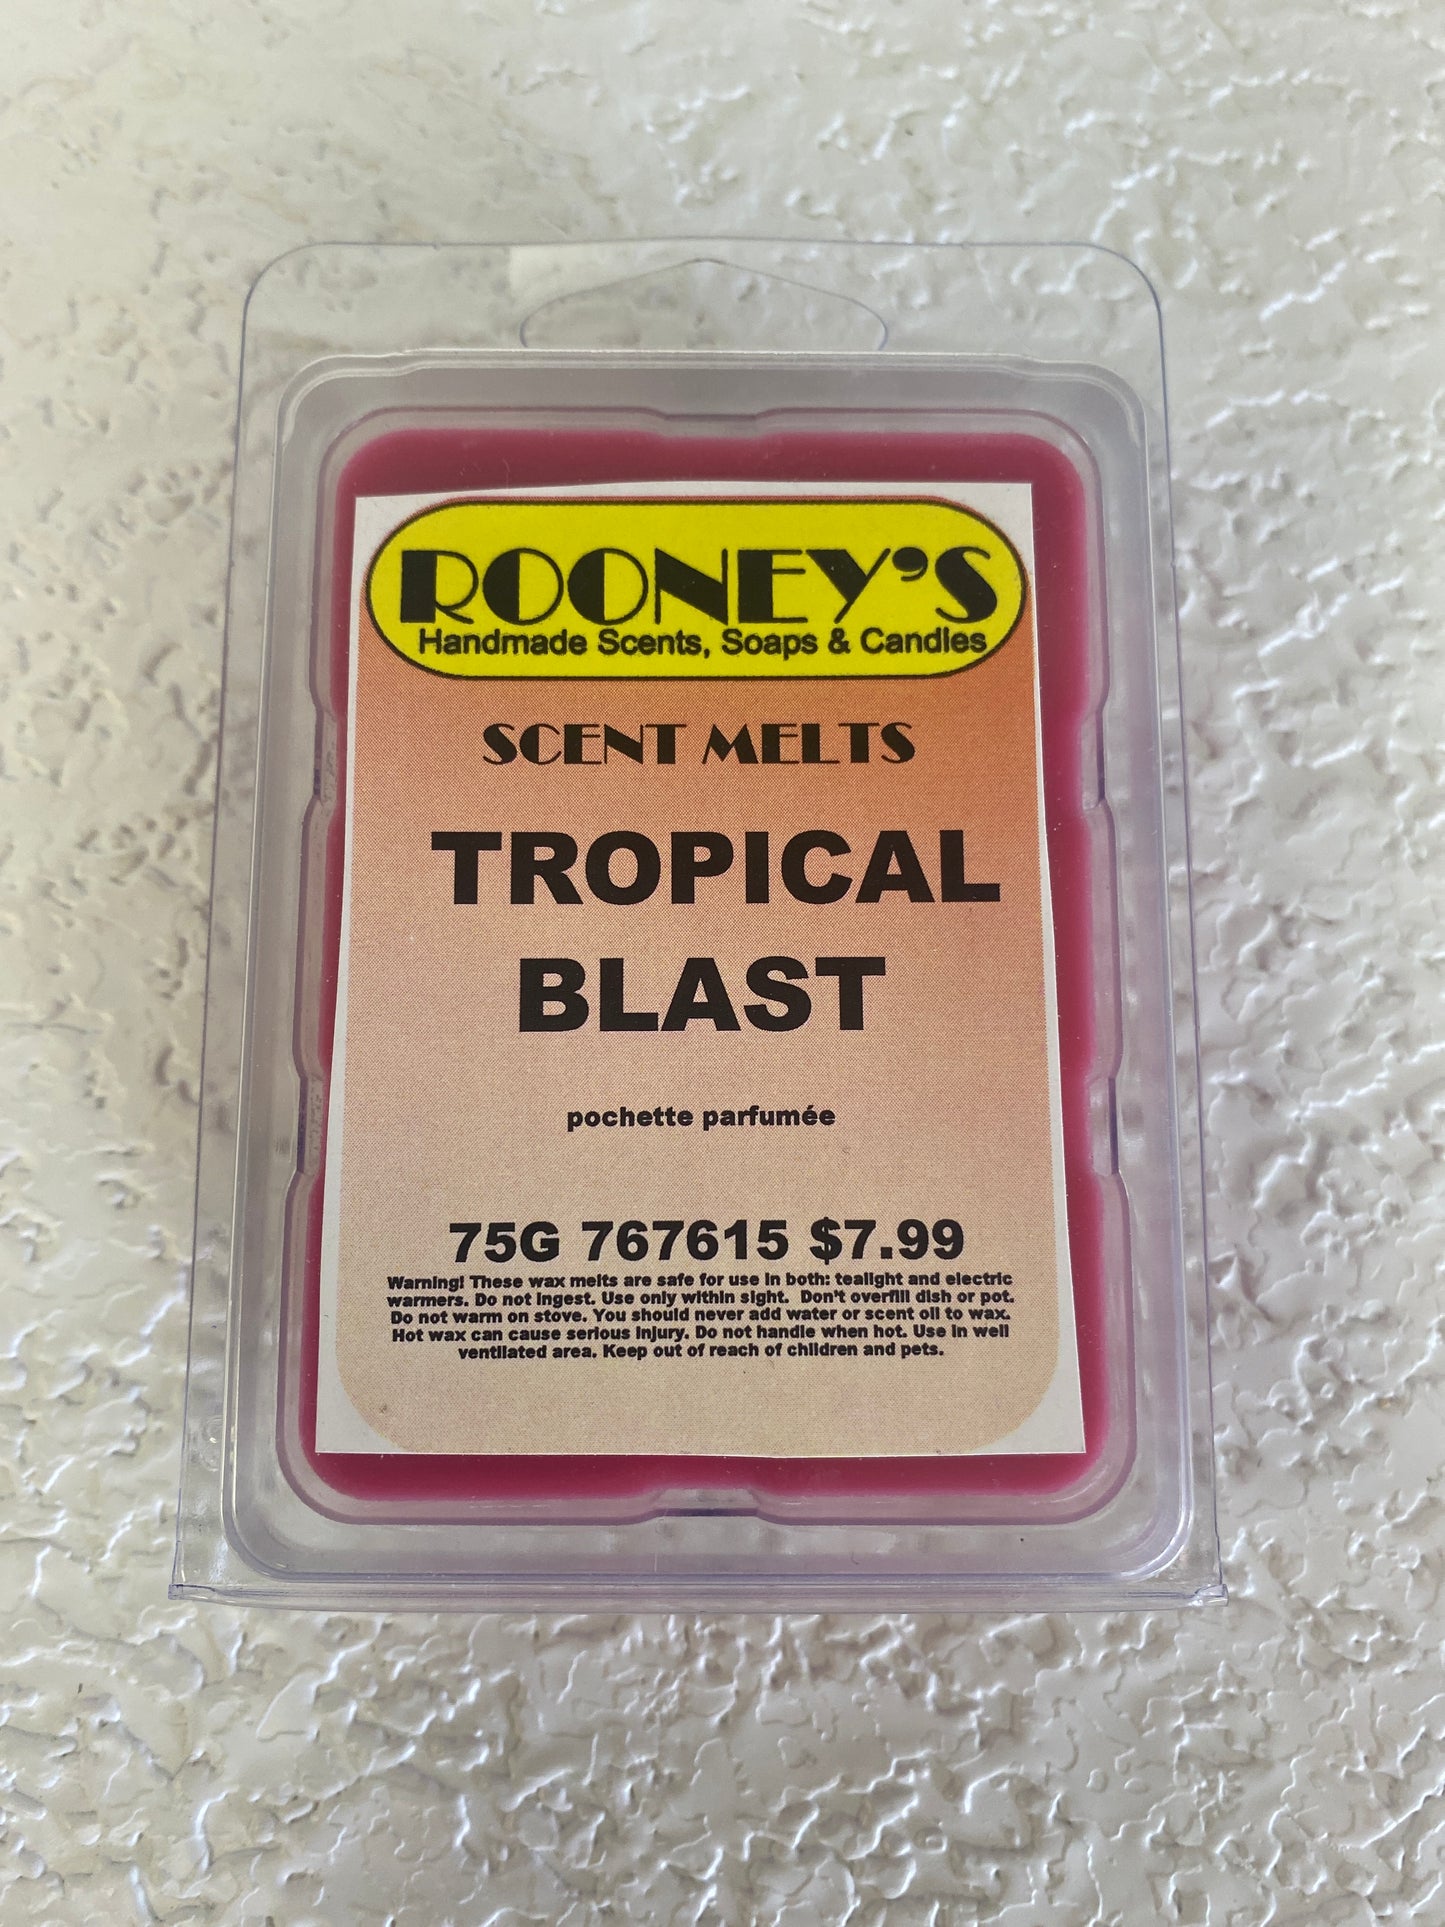 ROONEY'S
Handmade Scents, Soaps & Candles
SCENT MELTS
TROPICAL
BLAST
pochette parfumée
75G 767615 $7.99
Warning! These wax melts are safe for use in both: tealight and electric
warmers. Do not ingest. Use only within sight. Don't overfill dish or pot.
Do not warm on stove. You should never add water or scent oil to wax.
Hot wax can cause serious injury. Do not handle when hot. Use in well
ventilated area. Keep out of reach of children and pets.